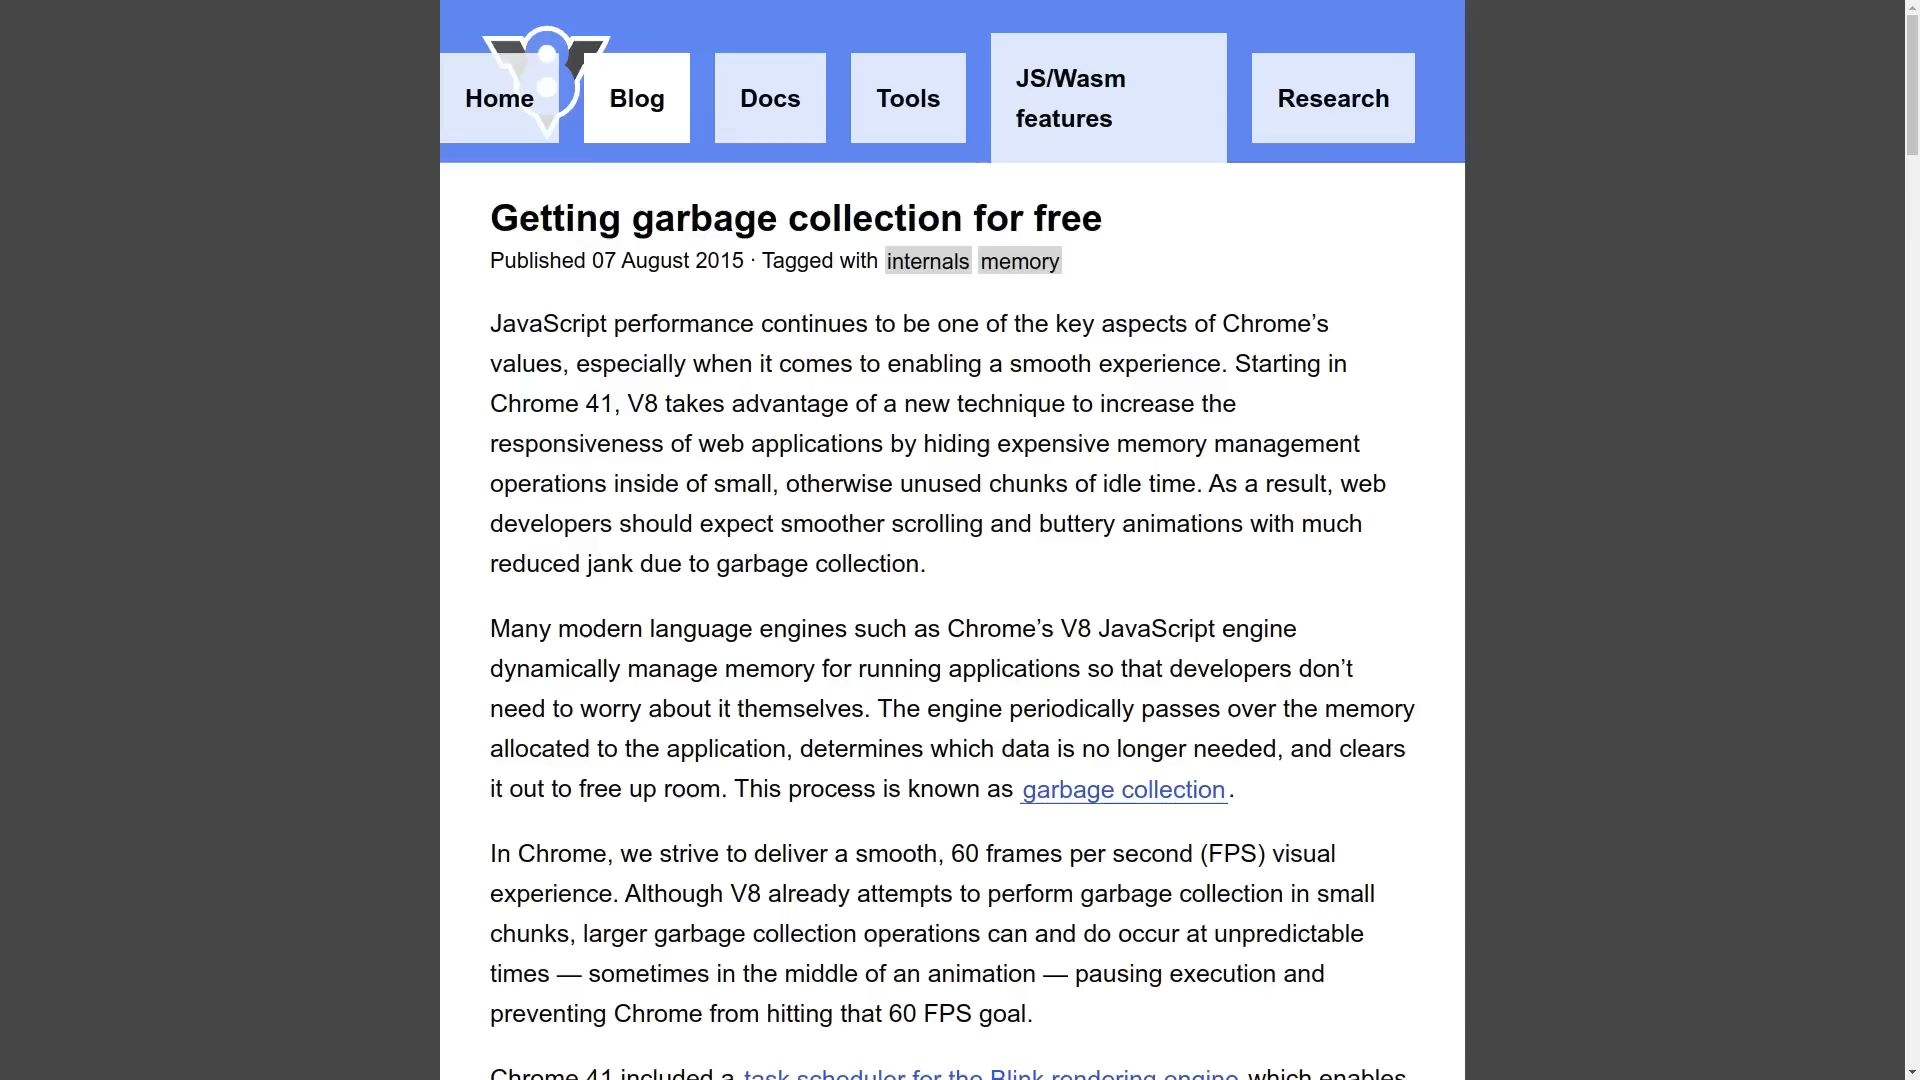 Home
Blog
Docs
Tools
JS/Wasm
features
Research
Getting garbage collection for free
Published 07 August 2015 · Tagged with internals memory
JavaScript performance continues to be one of the key aspects of Chrome’s
values, especially when it comes to enabling a smooth experience. Starting in
Chrome 41, V8 takes advantage of a new technique to increase the
responsiveness of web applications by hiding expensive memory management
operations inside of small, otherwise unused chunks of idle time. As a result, web
developers should expect smoother scrolling and buttery animations with much
reduced jank due to garbage collection.
Many modern language engines such as Chrome’s V8 JavaScript engine
dynamically manage memory for running applications so that developers don’t
need to worry about it themselves. The engine periodically passes over the memory
allocated to the application, determines which data is no longer needed, and clears
it out to free up room. This process is known as garbage collection.
In Chrome, we strive to deliver a smooth, 60 frames per second (FPS) visual
experience. Although V8 already attempts to perform garbage collection in small
chunks, larger garbage collection operations can and do occur at unpredictable
times — sometimes in the middle of an animation — pausing execution and
preventing Chrome from hitting that 60 FPS goal.
Chrome 41 included a task scheduler for the Blink rendering engine which enables